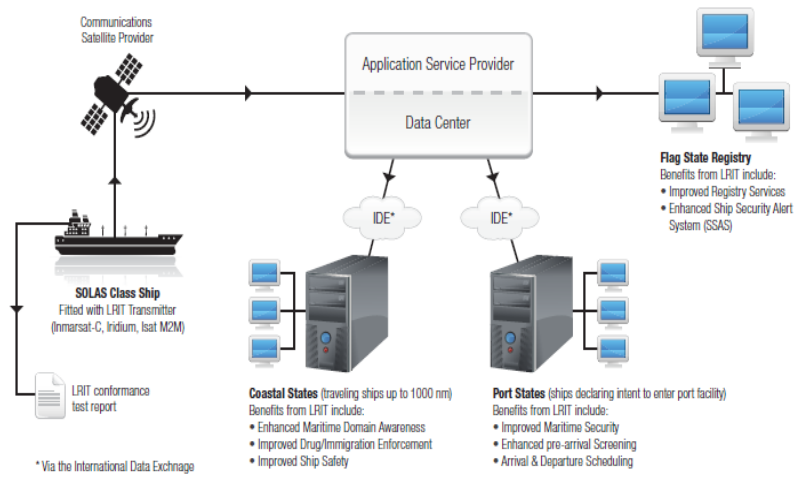 Communications
Satellite Provider
Application Service Provider
Data Center
Flag State Registry
Benefits from LRIT include:
• Improved Registry Services
• Enhanced Ship Security Alert
System (SSAS)
IDE*
IDE*
SOLAS Class Ship
Fitted with LRIT Transmitter
(Inmarsat-C, Iridium, Isat M2M)
LRIT conformance
test report
Coastal States (traveling ships up to 1000 nm)
Benefits from LRIT include:
• Enhanced Maritime Domain Awareness
• Improved Drug/Immigration Enforcement
• Improved Ship Safety
Port States (ships declaring intent to enter port facility)
Benefits from LRIT include:
• Improved Maritime Security
• Enhanced pre-arrival Screening
• Arrival & Departure Scheduling
* Via the International Data Exchnage